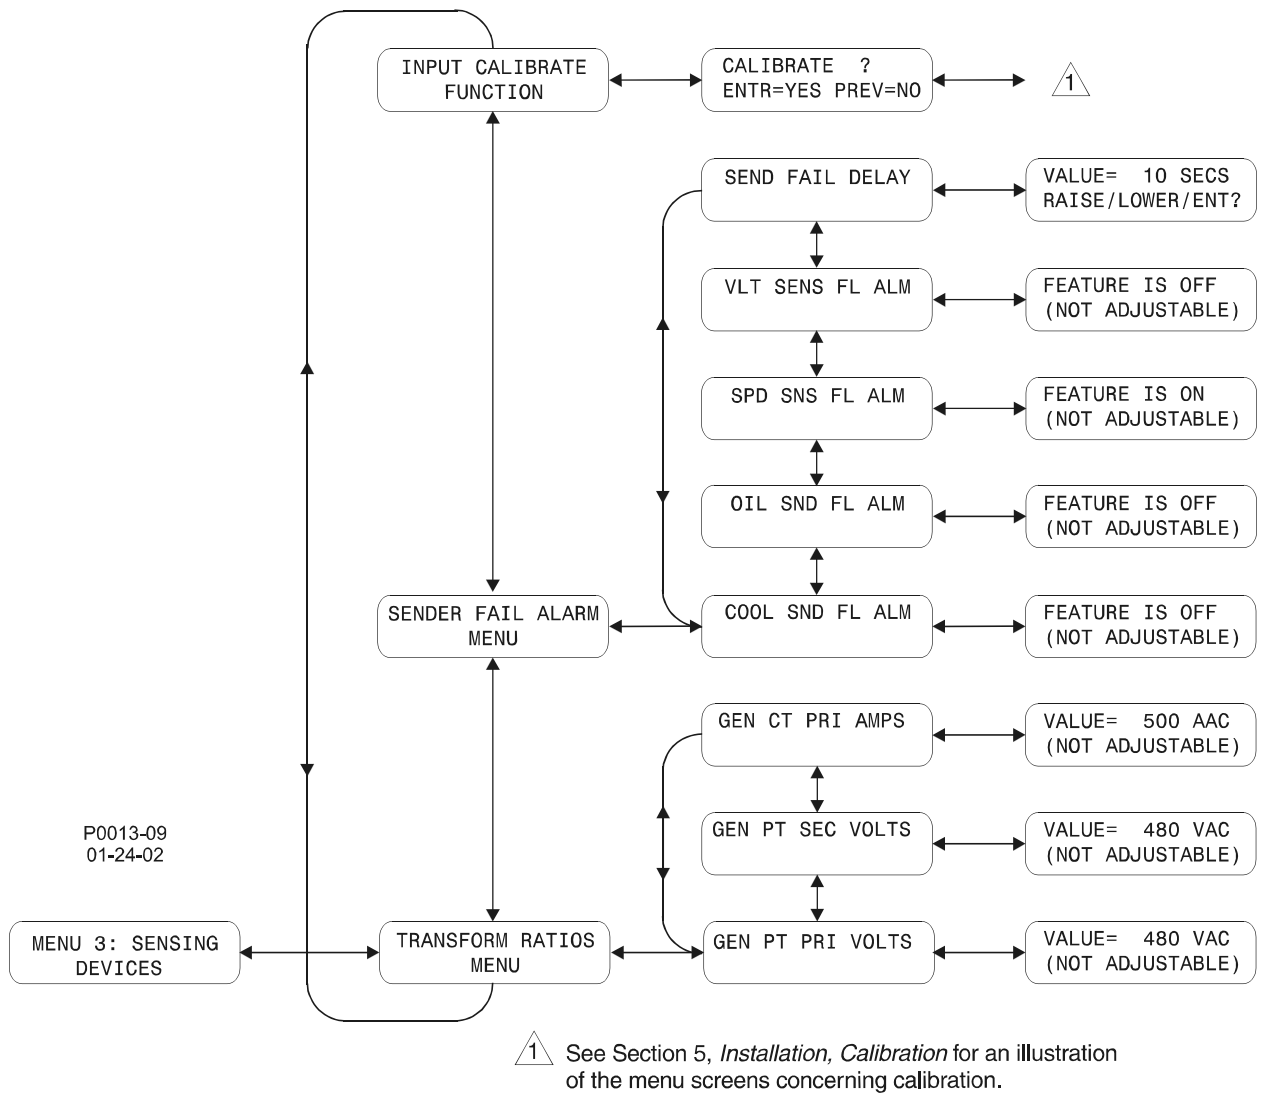 INPUT CALIBRATE
FUNCTION
CALIBRATE ?
ENTR=YES PREV=NO
1
SEND FAIL DELAY
VALUE= 10 SECS
RAISE/LOWER/ENT?
VLT SENS FL ALM
FEATURE IS OFF
(NOT ADJUSTABLE)
SPD SNS FL ALM
FEATURE IS ON
(NOT ADJUSTABLE)
OIL SND FL ALM
FEATURE IS OFF
(NOT ADJUSTABLE)
SENDER FAIL ALARM
MENU
COOL SND FL ALM
FEATURE IS OFF
(NOT ADJUSTABLE)
GEN CT PRI AMPS
VALUE= 500 AAC
(NOT ADJUSTABLE)
GEN PT SEC VOLTS
VALUE= 480 VAC
(NOT ADJUSTABLE)
P0013-09
01-24-02
MENU 3: SENSING
DEVICES
TRANSFORM RATIOS
MENU
GEN PT PRI VOLTS
VALUE= 480 VAC
(NOT ADJUSTABLE)
1 See Section 5, Installation, Calibration for an illustration
of the menu screens concerning calibration.